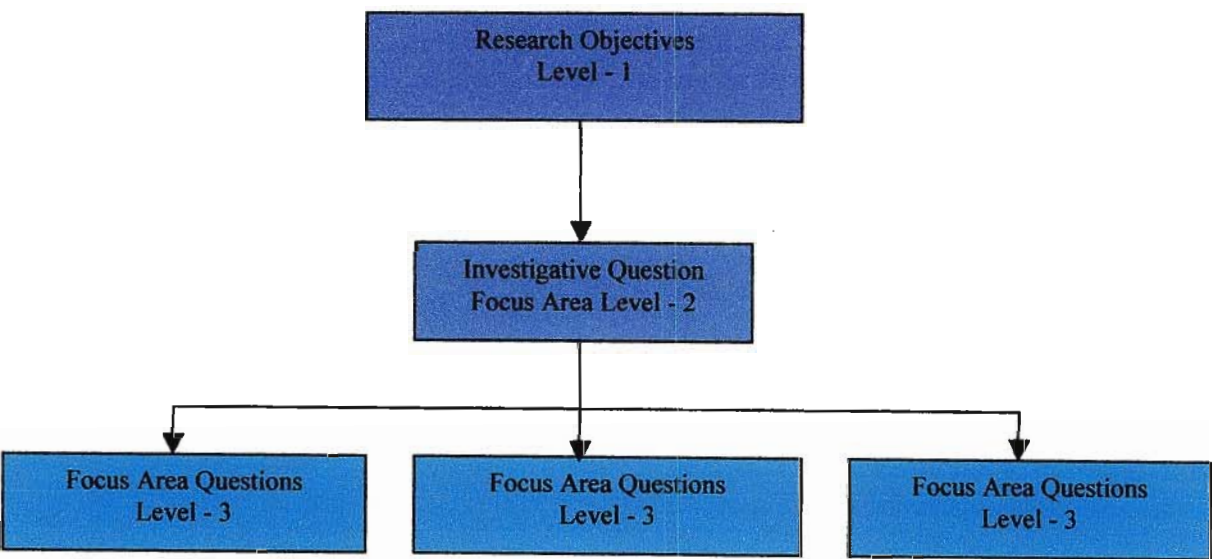 Research Objectives
Level - 1
Investigative Question
Focus Area Level - 2
Focus Area Questions
Level - 3
Focus Area Questions
Level - 3
Focus Area Questions
Level - 3